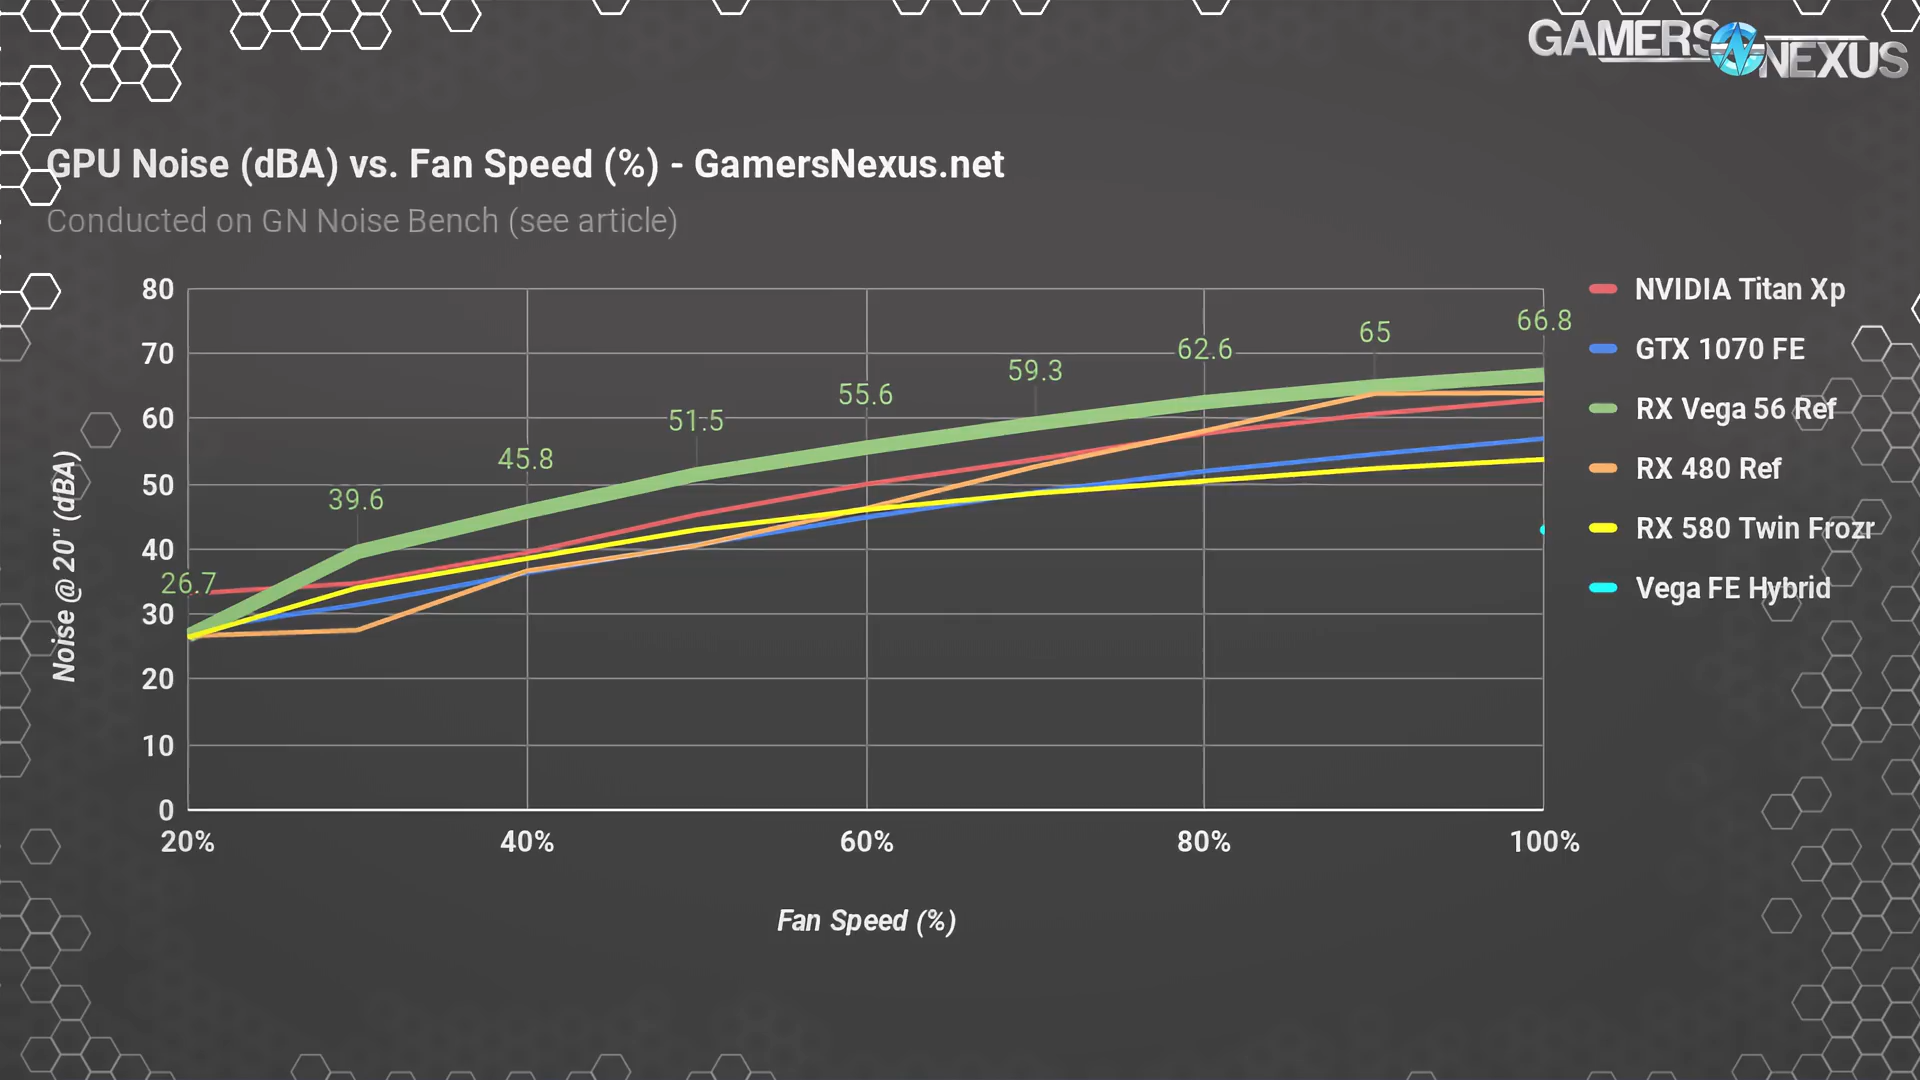 GAMERS NEXUS
GPU Noise (dBA) vs. Fan Speed (%) - GamersNexus.net
Conducted on GN Noise Bench (see article)
80
70
60
50
40
30
20
10
0
Noise @ 20" (dBA)
26.7
39.6
45.8
51.5
55.6
59.3
62.6
65
66.8
20%
40%
60%
80%
100%
Fan Speed (%)
NVIDIA Titan Xp
GTX 1070 FE
RX Vega 56 Ref
RX 480 Ref
RX 580 Twin Frozr
Vega FE Hybrid